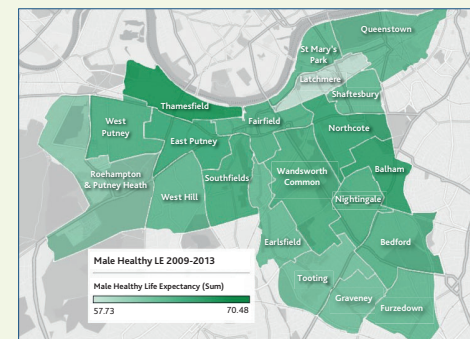 Queenstown
St Mary's
Park
Latchmere
Shaftesbury
Thamesfield
Fairfield
Northcote
West
Putney
East Putney
Balham
Roehampton
& Putney Heath
Wandsworth
Common
Southfields
West Hill
Nightingale
Earlsfield
Bedford
Tooting
Graveney
Furzedown
Male Healthy LE 2009-2013
Male Healthy Life Expectancy (Sum)
57.73 70.48